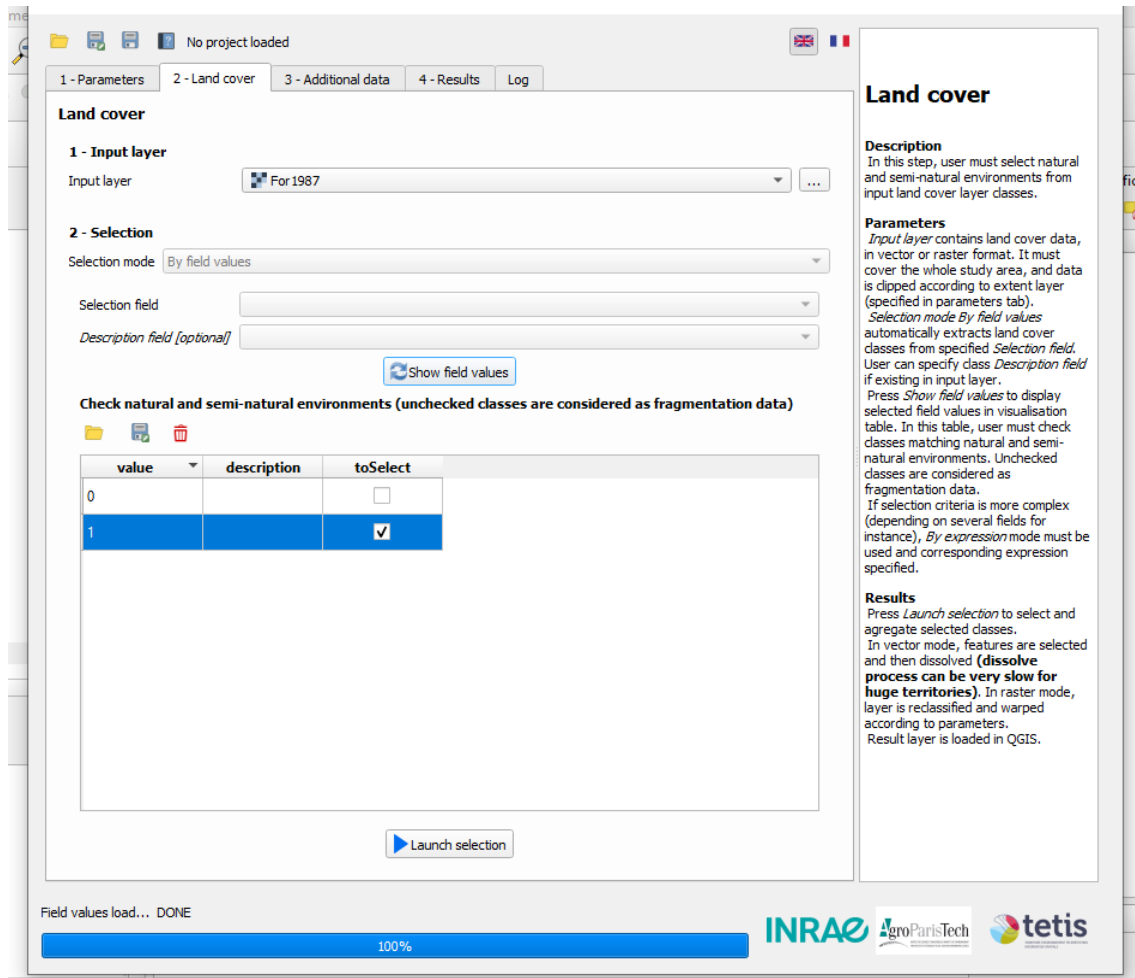 me
No project loaded
1 - Parameters
2 - Land cover
3 - Additional data
4 - Results
Log
Land cover
1 - Input layer
Input layer
For1987
...
2 - Selection
Selection mode
By field values
Selection field
Description field [optional]
Show field values
Check natural and semi-natural environments (unchecked classes are considered as fragmentation data)
value description toSelect
0
1
Launch selection
Field values load... DONE
100%
Land cover
Description
In this step, user must select natural
and semi-natural environments from
input land cover layer classes.
Parameters
Input layer contains land cover data,
in vector or raster format. It must
cover the whole study area, and data
is clipped according to extent layer
(specified in parameters tab).
Selection mode By field values
automatically extracts land cover
classes from specified Selection field.
User can specify class Description field
if existing in input layer.
Press Show field values to display
selected field values in visualisation
table. In this table, user must check
classes matching natural and semi-
natural environments. Unchecked
classes are considered as
fragmentation data.
If selection criteria is more complex
(depending on several fields for
instance), By expression mode must be
used and corresponding expression
specified.
Results
Press Launch selection to select and
agregate selected classes.
In vector mode, features are selected
and then dissolved (dissolve
process can be very slow for
huge territories). In raster mode,
layer is reclassified and warped
according to parameters.
Result layer is loaded in QGIS.
fic
INRAE
AgroParisTech
tetis